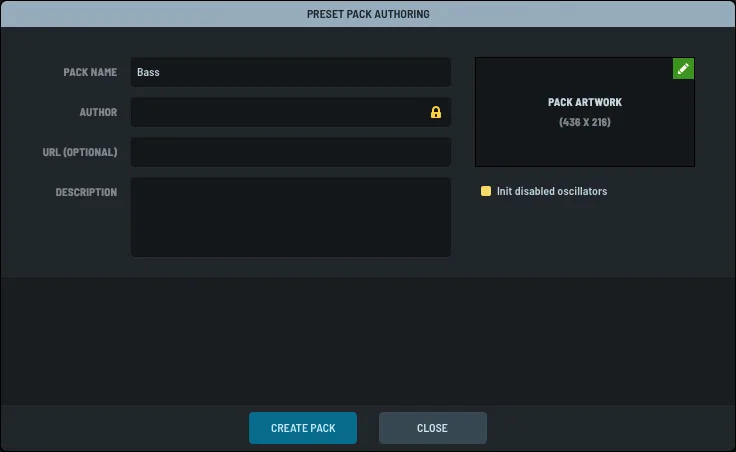 PRESET PACK AUTHORING
PACK NAME
Bass
AUTHOR
URL (OPTIONAL)
DESCRIPTION
PACK ARTWORK
(436 X 216)
Init disabled oscillators
CREATE PACK
CLOSE